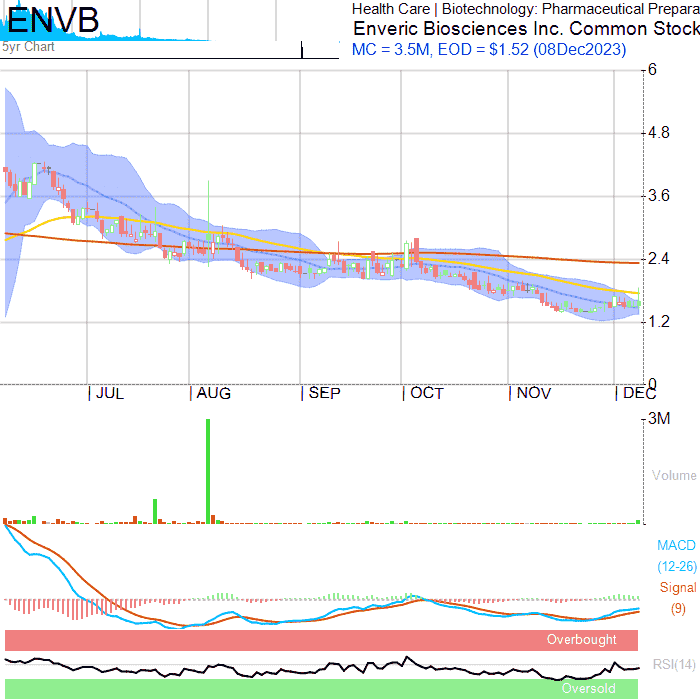 ENVB
5yr Chart
Health Care | Biotechnology: Pharmaceutical Prepara
Enveric Biosciences Inc. Common Stock
MC = 3.5M, EOD = $1.52 (08Dec2023)
6
4.8
3.6
2.4
1.2
0
JUL AUG SEP OCT NOV DEC
3M
Volume
MACD
(12-26)
Signal
(9)
Overbought
RSI(14)
Oversold